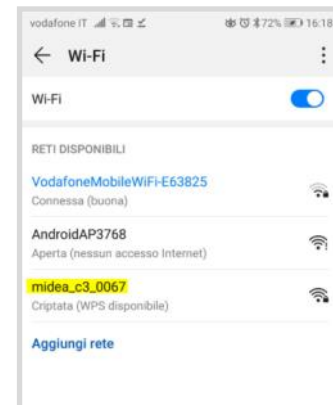 vodafone IT 72% 16:18
Wi-Fi
Wi-Fi
RETI DISPONIBILI
VodafoneMobileWiFi-E63825
Connessa (buona)
AndroidAP3768
Aperta (nessun accesso Internet)
midea_c3_0067
Criptata (WPS disponibile)
Aggiungi rete